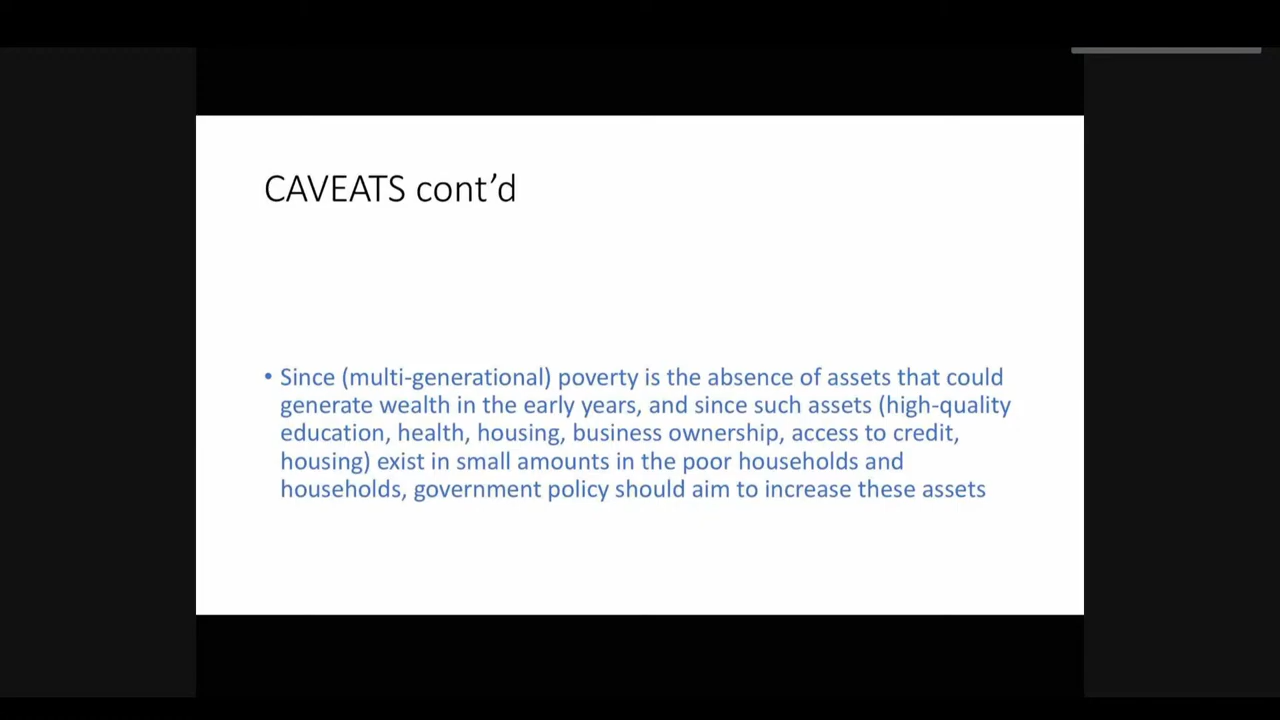 CAVEATS cont’d
• Since (multi-generational) poverty is the absence of assets that could
generate wealth in the early years, and since such assets (high-quality
education, health, housing, business ownership, access to credit,
housing) exist in small amounts in the poor households and
households, government policy should aim to increase these assets